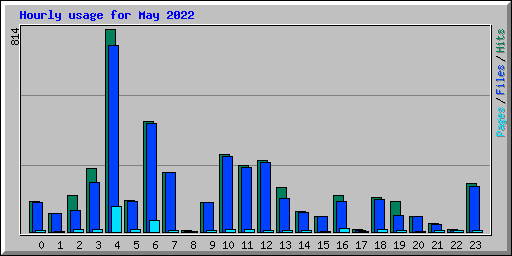 Hourly usage for May 2022
814
Pages/Files/Hits
0 1 2 3 4 5 6 7 8 9 10 11 12 13 14 15 16 17 18 19 20 21 22 23